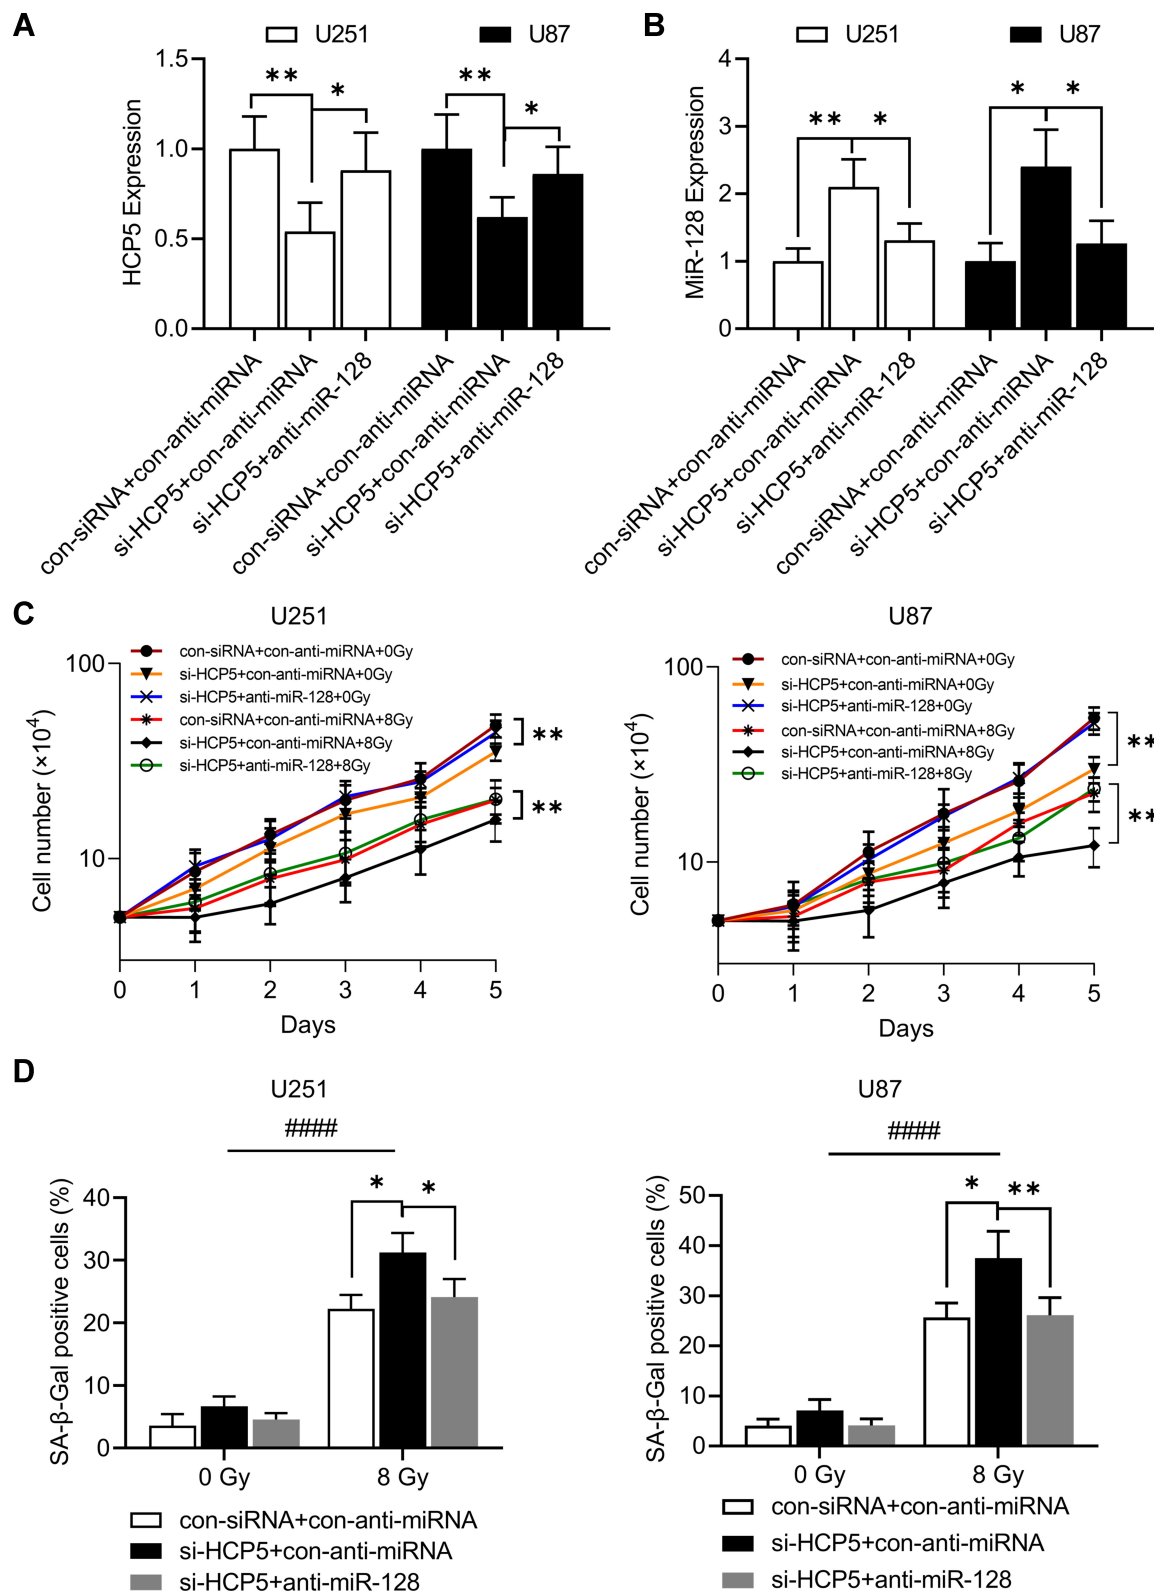 A
U251
U87
**
*
**
*
HCP5 Expression
1.5
1.0
0.5
0.0
con-siRNA+con-anti-miRNA
si-HCP5+con-anti-miRNA
si-HCP5+anti-miR-128
con-siRNA+con-anti-miRNA
si-HCP5+con-anti-miRNA
si-HCP5+anti-miR-128
B
U251
U87
**
*
*
*
MiR-128 Expression
4
3
2
1
0
con-siRNA+con-anti-miRNA
si-HCP5+con-anti-miRNA
si-HCP5+anti-miR-128
con-siRNA+con-anti-miRNA
si-HCP5+con-anti-miRNA
si-HCP5+anti-miR-128
C
U251
con-siRNA+con-anti-miRNA+0Gy
si-HCP5+con-anti-miRNA+0Gy
si-HCP5+anti-miR-128+0Gy
con-siRNA+con-anti-miRNA+8Gy
si-HCP5+con-anti-miRNA+8Gy
si-HCP5+anti-miR-128+8Gy
Cell number (×10⁴)
100
10
**
**
0 1 2 3 4 5
Days
U87
con-siRNA+con-anti-miRNA+0Gy
si-HCP5+con-anti-miRNA+0Gy
si-HCP5+anti-miR-128+0Gy
con-siRNA+con-anti-miRNA+8Gy
si-HCP5+con-anti-miRNA+8Gy
si-HCP5+anti-miR-128+8Gy
Cell number (×10⁴)
100
10
**
**
0 1 2 3 4 5
Days
D
U251
####
*
*
SA-β-Gal positive cells (%)
40
30
20
10
0
0 Gy
8 Gy
con-siRNA+con-anti-miRNA
si-HCP5+con-anti-miRNA
si-HCP5+anti-miR-128
U87
####
*
**
SA-β-Gal positive cells (%)
50
40
30
20
10
0
0 Gy
8 Gy
con-siRNA+con-anti-miRNA
si-HCP5+con-anti-miRNA
si-HCP5+anti-miR-128